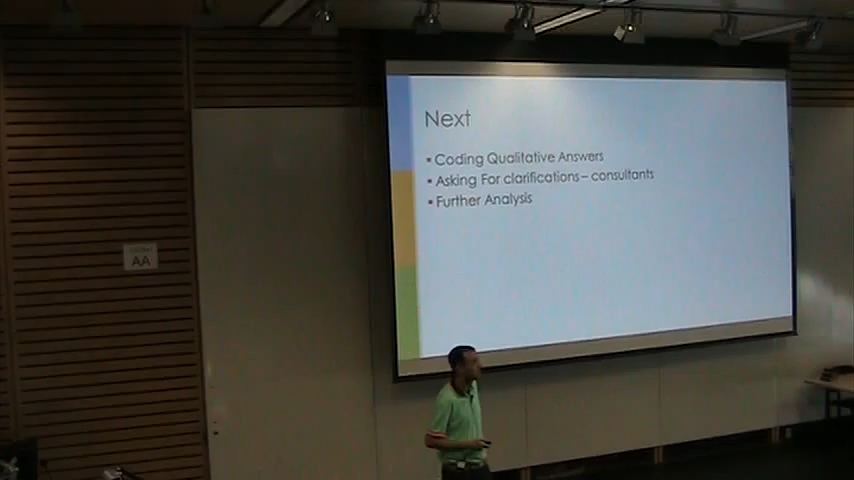 Next
Coding Qualitative Answers
Asking For clarifications – consultants
Further Analysis
AA